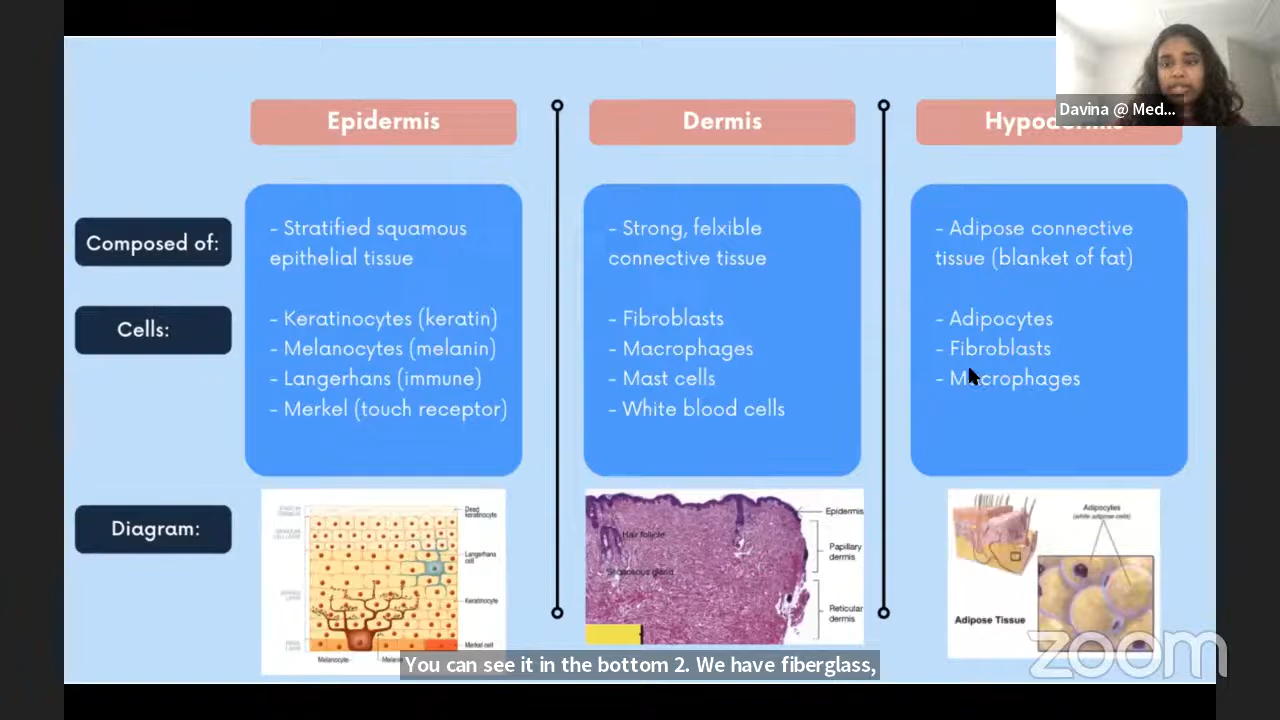 Davina @ Med...
Epidermis
Dermis
Hypodermis
Composed of:
- Stratified squamous
epithelial tissue
- Strong, felxible
connective tissue
- Adipose connective
tissue (blanket of fat)
Cells:
- Keratinocytes (keratin)
- Melanocytes (melanin)
- Langerhans (immune)
- Merkel (touch receptor)
- Fibroblasts
- Macrophages
- Mast cells
- White blood cells
- Adipocytes
- Fibroblasts
- Macrophages
Diagram:
Dead
keratinocyte
Langerhans
cell
Keratinocyte
Merkel cell
Melanocyte
Epidermis
Hair follicle
Papillary
dermis
Sebaceous gland
Reticular
dermis
Adipocytes
(white adipose cells)
Adipose Tissue
You can see it in the bottom 2. We have fiberglass,
zoom